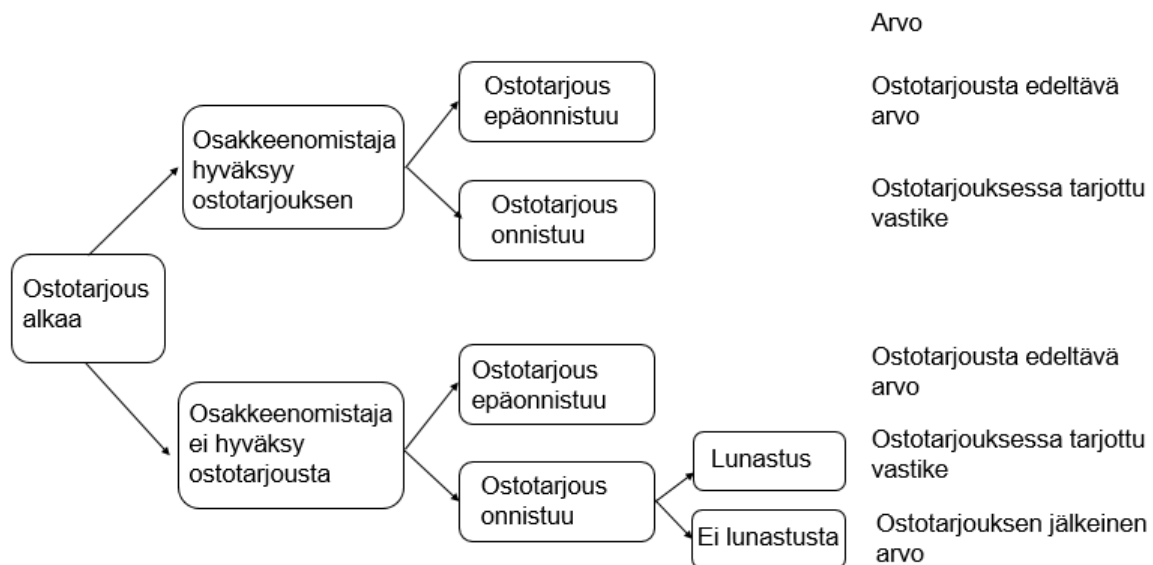 Arvo
Ostotarjous
epäonnistuu
Ostotarjousta edeltävä
arvo
Osakkeenomistaja
hyväksyy
ostotarjouksen
Ostotarjous
onnistuu
Ostotarjouksessa tarjottu
vastike
Ostotarjous
alkaa
Ostotarjous
epäonnistuu
Ostotarjousta edeltävä
arvo
Osakkeenomistaja
ei hyväksy
ostotarjousta
Ostotarjous
onnistuu
Lunastus
Ostotarjouksessa tarjottu
vastike
Ei lunastusta
Ostotarjouksen jälkeinen
arvo